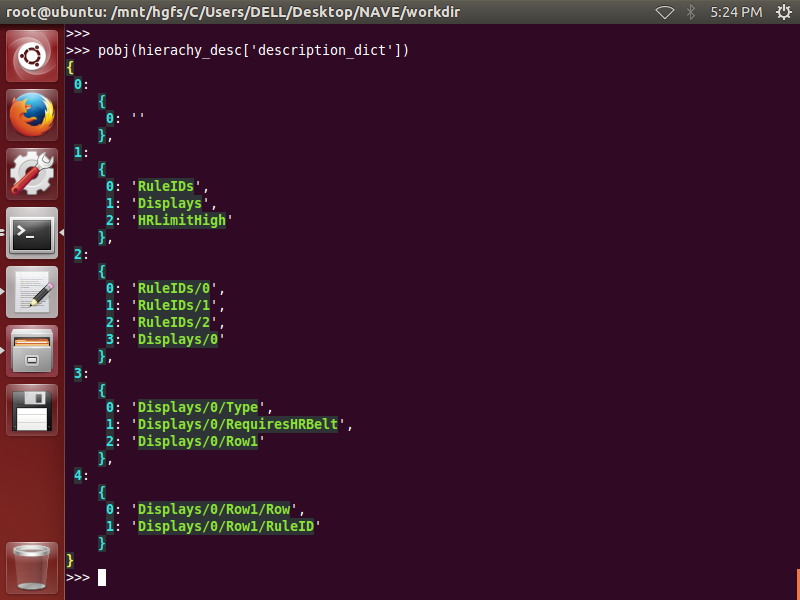 root@ubuntu: /mnt/hgfs/C/Users/DELL/Desktop/NAVE/workdir 5:24 PM
>>>
>>> pobj(hierachy_desc['description_dict'])
{
0:
{
0: ''
},
1:
{
0: 'RuleIDs',
1: 'Displays',
2: 'HRLimitHigh'
},
2:
{
0: 'RuleIDs/0',
1: 'RuleIDs/1',
2: 'RuleIDs/2',
3: 'Displays/0'
},
3:
{
0: 'Displays/0/Type',
1: 'Displays/0/RequiresHRBelt',
2: 'Displays/0/Row1'
},
4:
{
0: 'Displays/0/Row1/Row',
1: 'Displays/0/Row1/RuleID'
}
}
>>>